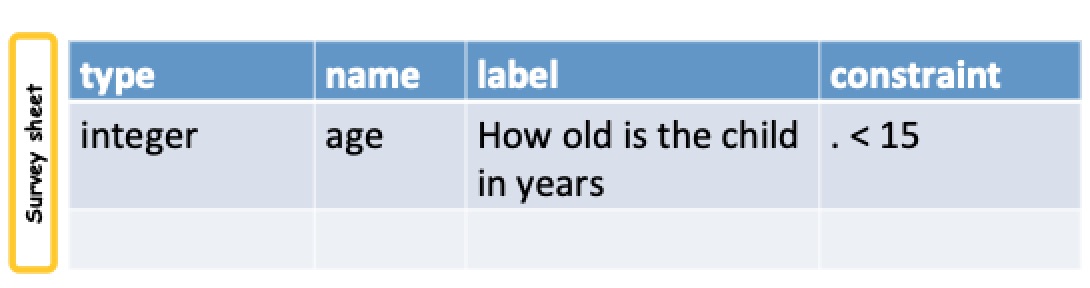 Survey sheet
type name label constraint
integer age How old is the child . < 15
in years